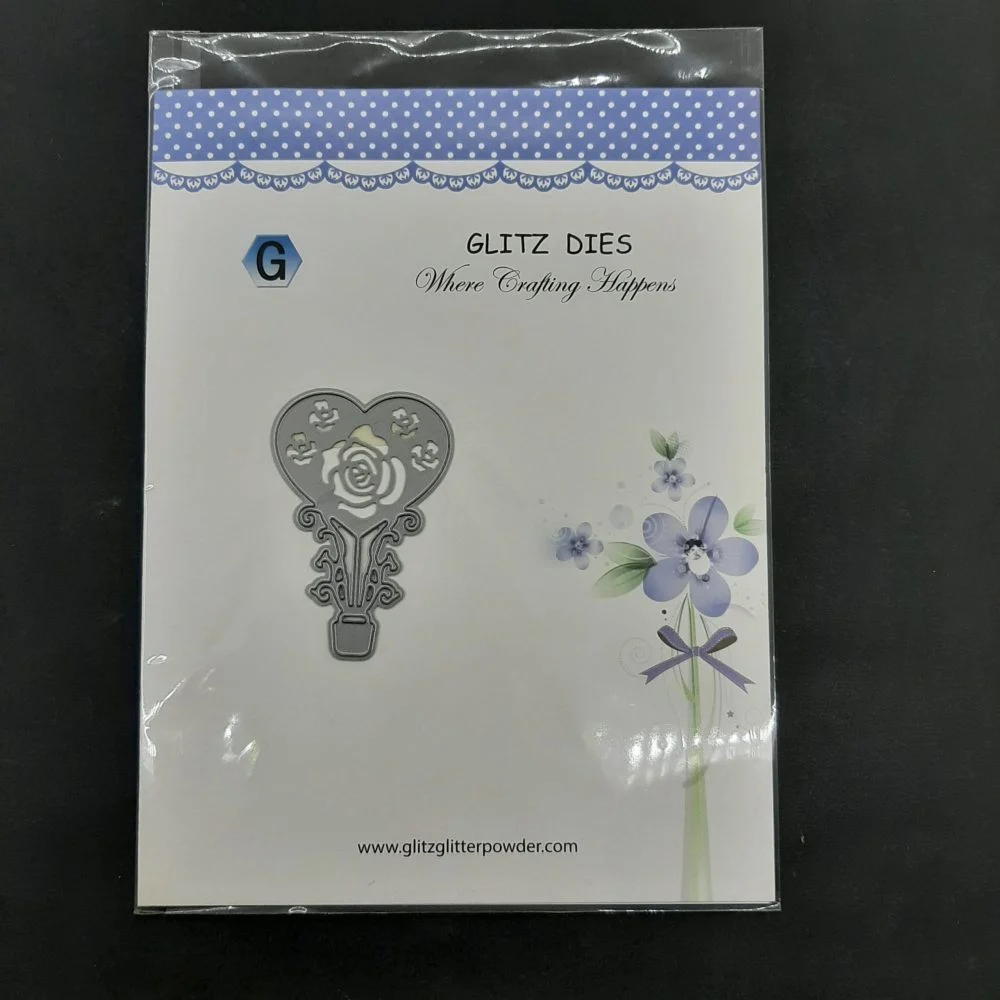 G
GLITZ DIES
Where Crafting Happens
www.glitzglitterpowder.com